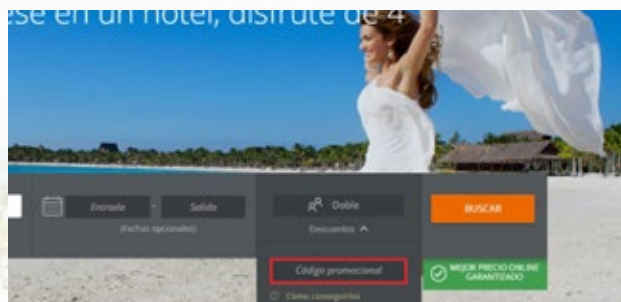 ese en un hotel, disfrute de 4
Entrada - Salida
(Fechas opcionales)
Doble
Descuentos
BUSCAR
Código promocional
MEJOR PRECIO ONLINE
GARANTIZADO
Cómo conseguirlos